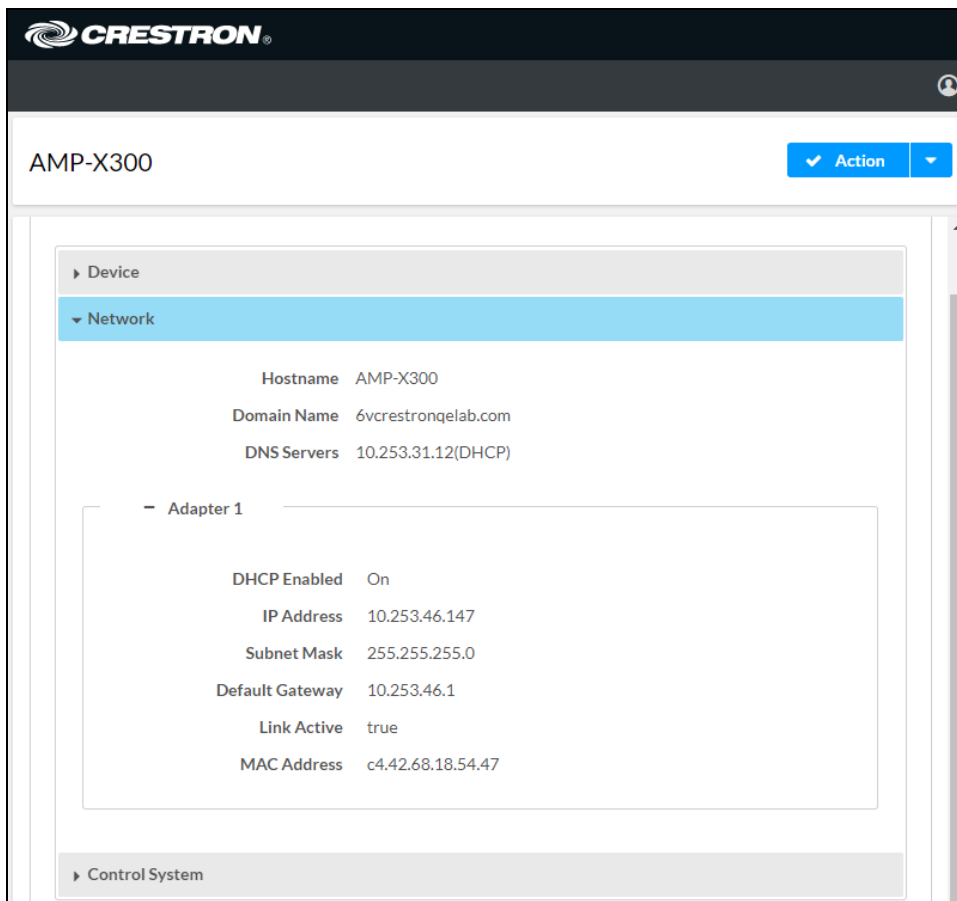 CRESTRON®
AMP-X300
Action
Device
Network
Hostname AMP-X300
Domain Name 6vcrestronqelab.com
DNS Servers 10.253.31.12(DHCP)
Adapter 1
DHCP Enabled On
IP Address 10.253.46.147
Subnet Mask 255.255.255.0
Default Gateway 10.253.46.1
Link Active true
MAC Address c4.42.68.18.54.47
Control System